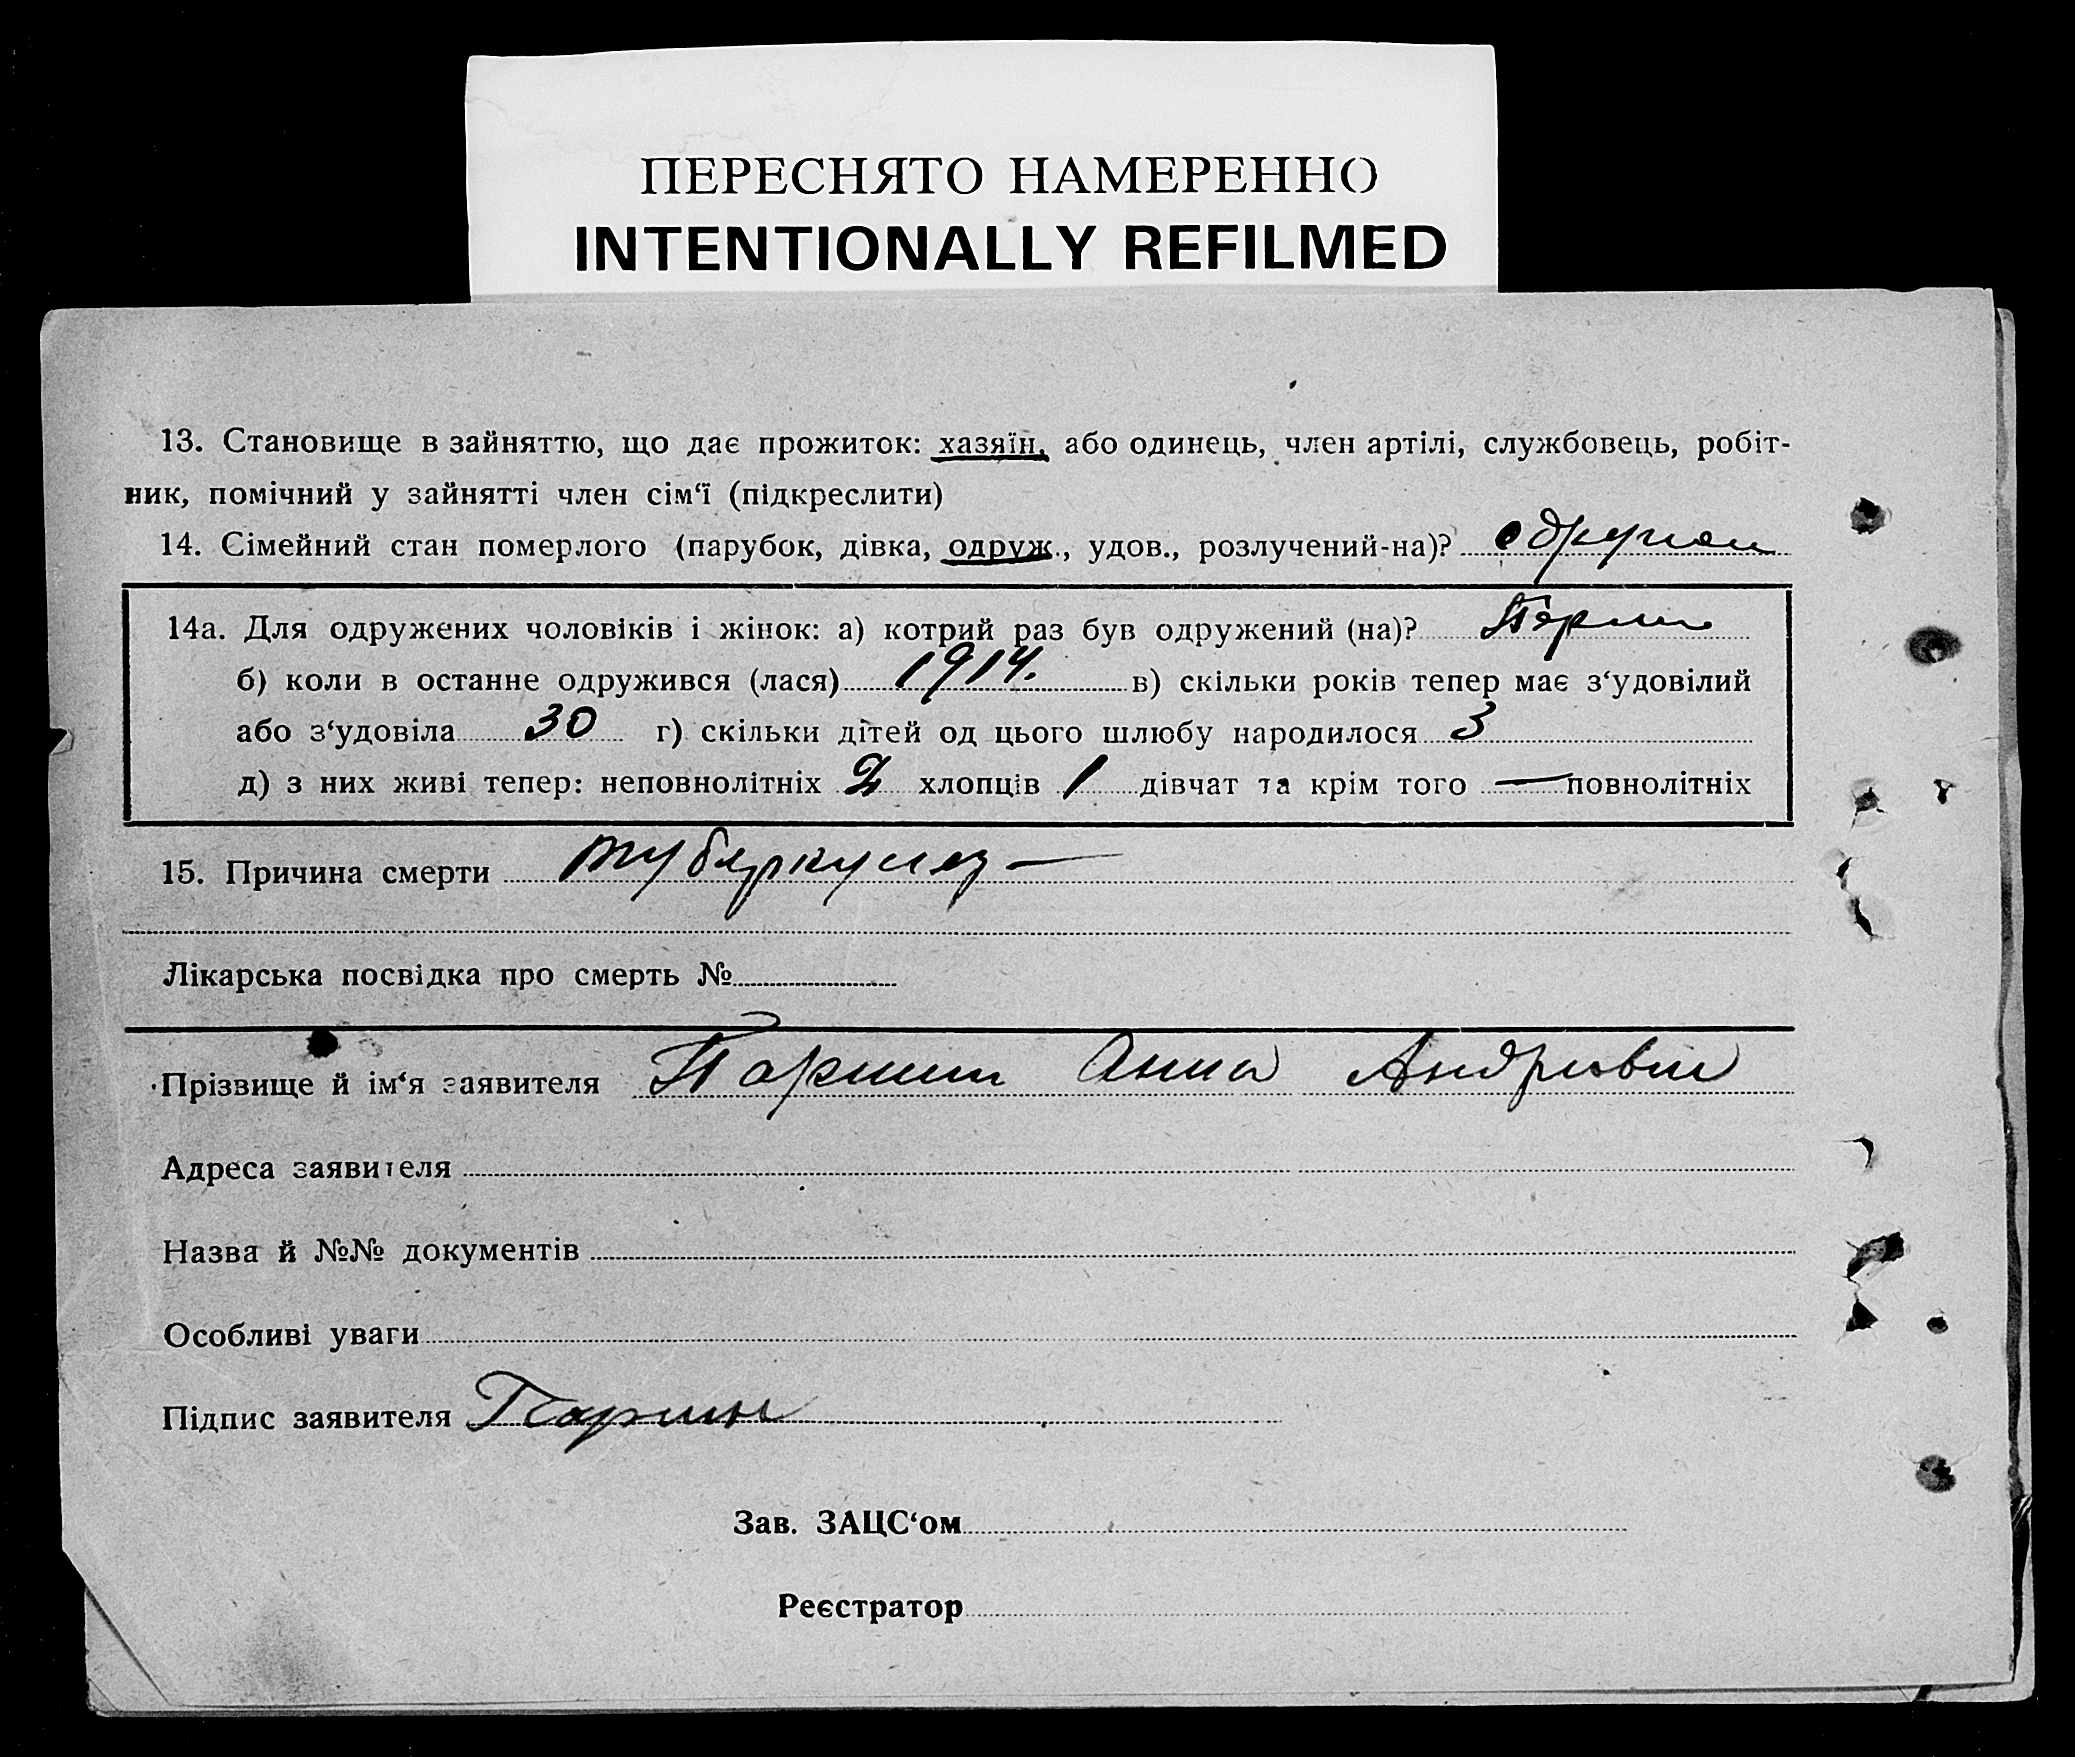 ПЕРЕСНЯТО НАМЕРЕННО
INTENTIONALLY REFILMED
13. Становище в зайняттю, що дає прожиток: хазяїн, або одинець, член артілі, службовець, робіт-
ник, помічний у зайнятті член сім‘ї (підкреслити)
14. Сімейний стан померлого (парубок, дівка, одруж., удов., розлучений-на)?
14а. Для одружених чоловіків і жінок: а) котрий раз був одружений (на)? Перши
б) коли в останне одружився (лася) 1914. в) скільки років тепер має з‘удовілий
або з‘удовіла 30 г) скільки дітей од цього шлюбу народилося 3
д) з них живі тепер: неповнолітніх 2 хлопців 1 дівчат та крім того — повнолітніх
15. Причина смерти туберкулез —
Лікарська посвідка про смерть №
Прізвище й ім‘я заявителя Паршин Анна
Адреса заявителя
Назва й №№ документів
Особливі уваги
Підпис заявителя Паршин
Зав. ЗАЦС‘ом
Реєстратор